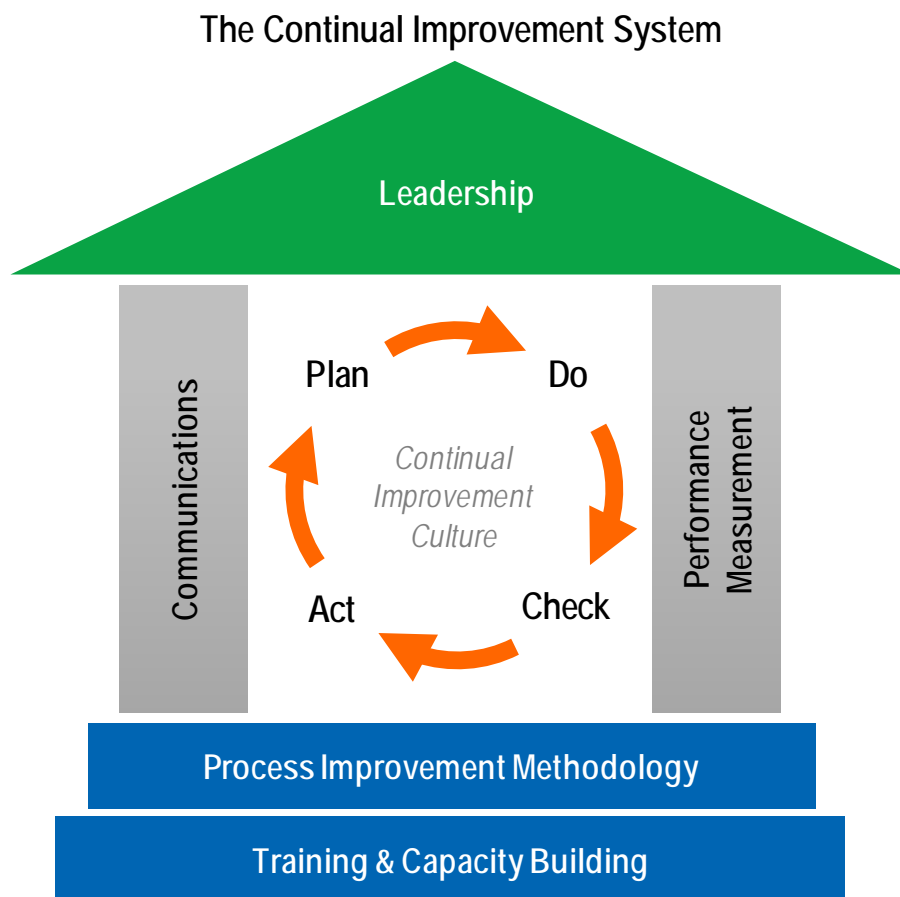 The Continual Improvement System
Leadership
Communications
Plan
Do
Continual
Improvement
Culture
Act
Check
Performance
Measurement
Process Improvement Methodology
Training & Capacity Building